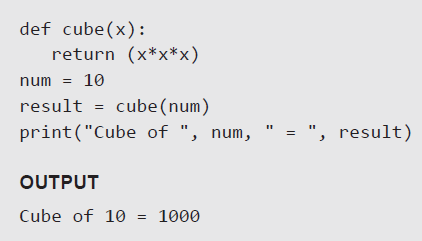 def cube(x):
   return (x*x*x)
num = 10
result = cube(num)
print("Cube of ", num, " = ", result)
OUTPUT
Cube of 10 = 1000